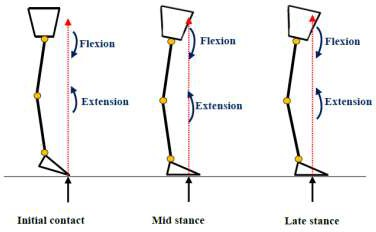 Flexion
Flexion
Flexion
Extension
Extension
Extension
Initial contact
Mid stance
Late stance